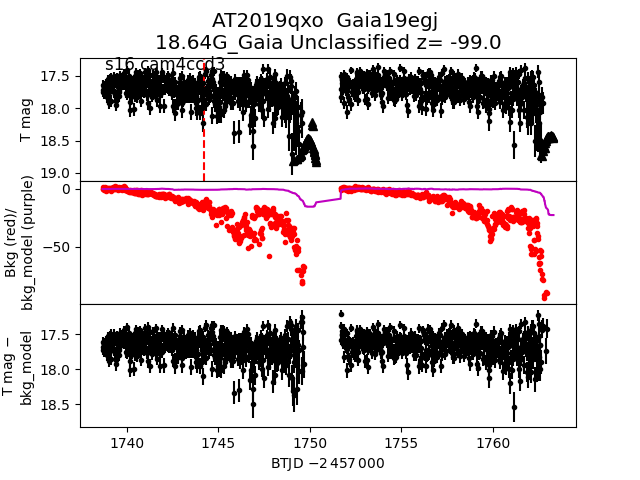 AT2019qxo  Gaia19egj
18.64G_Gaia Unclassified z= -99.0
s16 cam4ccd3
17.5
18.0
18.5
19.0
T mag
0
−50
Bkg (red)/
bkg_model (purple)
17.5
18.0
18.5
T mag −
bkg_model
1740
1745
1750
1755
1760
BTJD −2 457 000